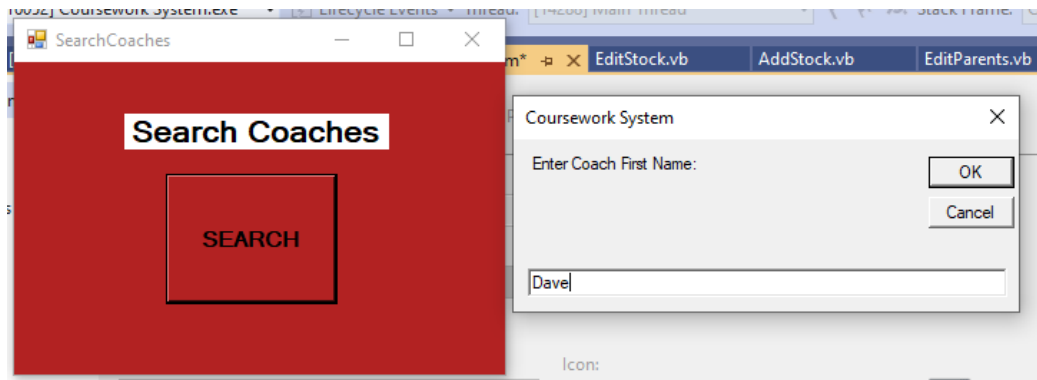 Coursework System.exe Lifecycle Events Thread: [14288] Main Thread Stack Frame:
SearchCoaches
EditStock.vb AddStock.vb EditParents.vb
Search Coaches
SEARCH
Coursework System
Enter Coach First Name:
OK
Cancel
Dave
Icon: